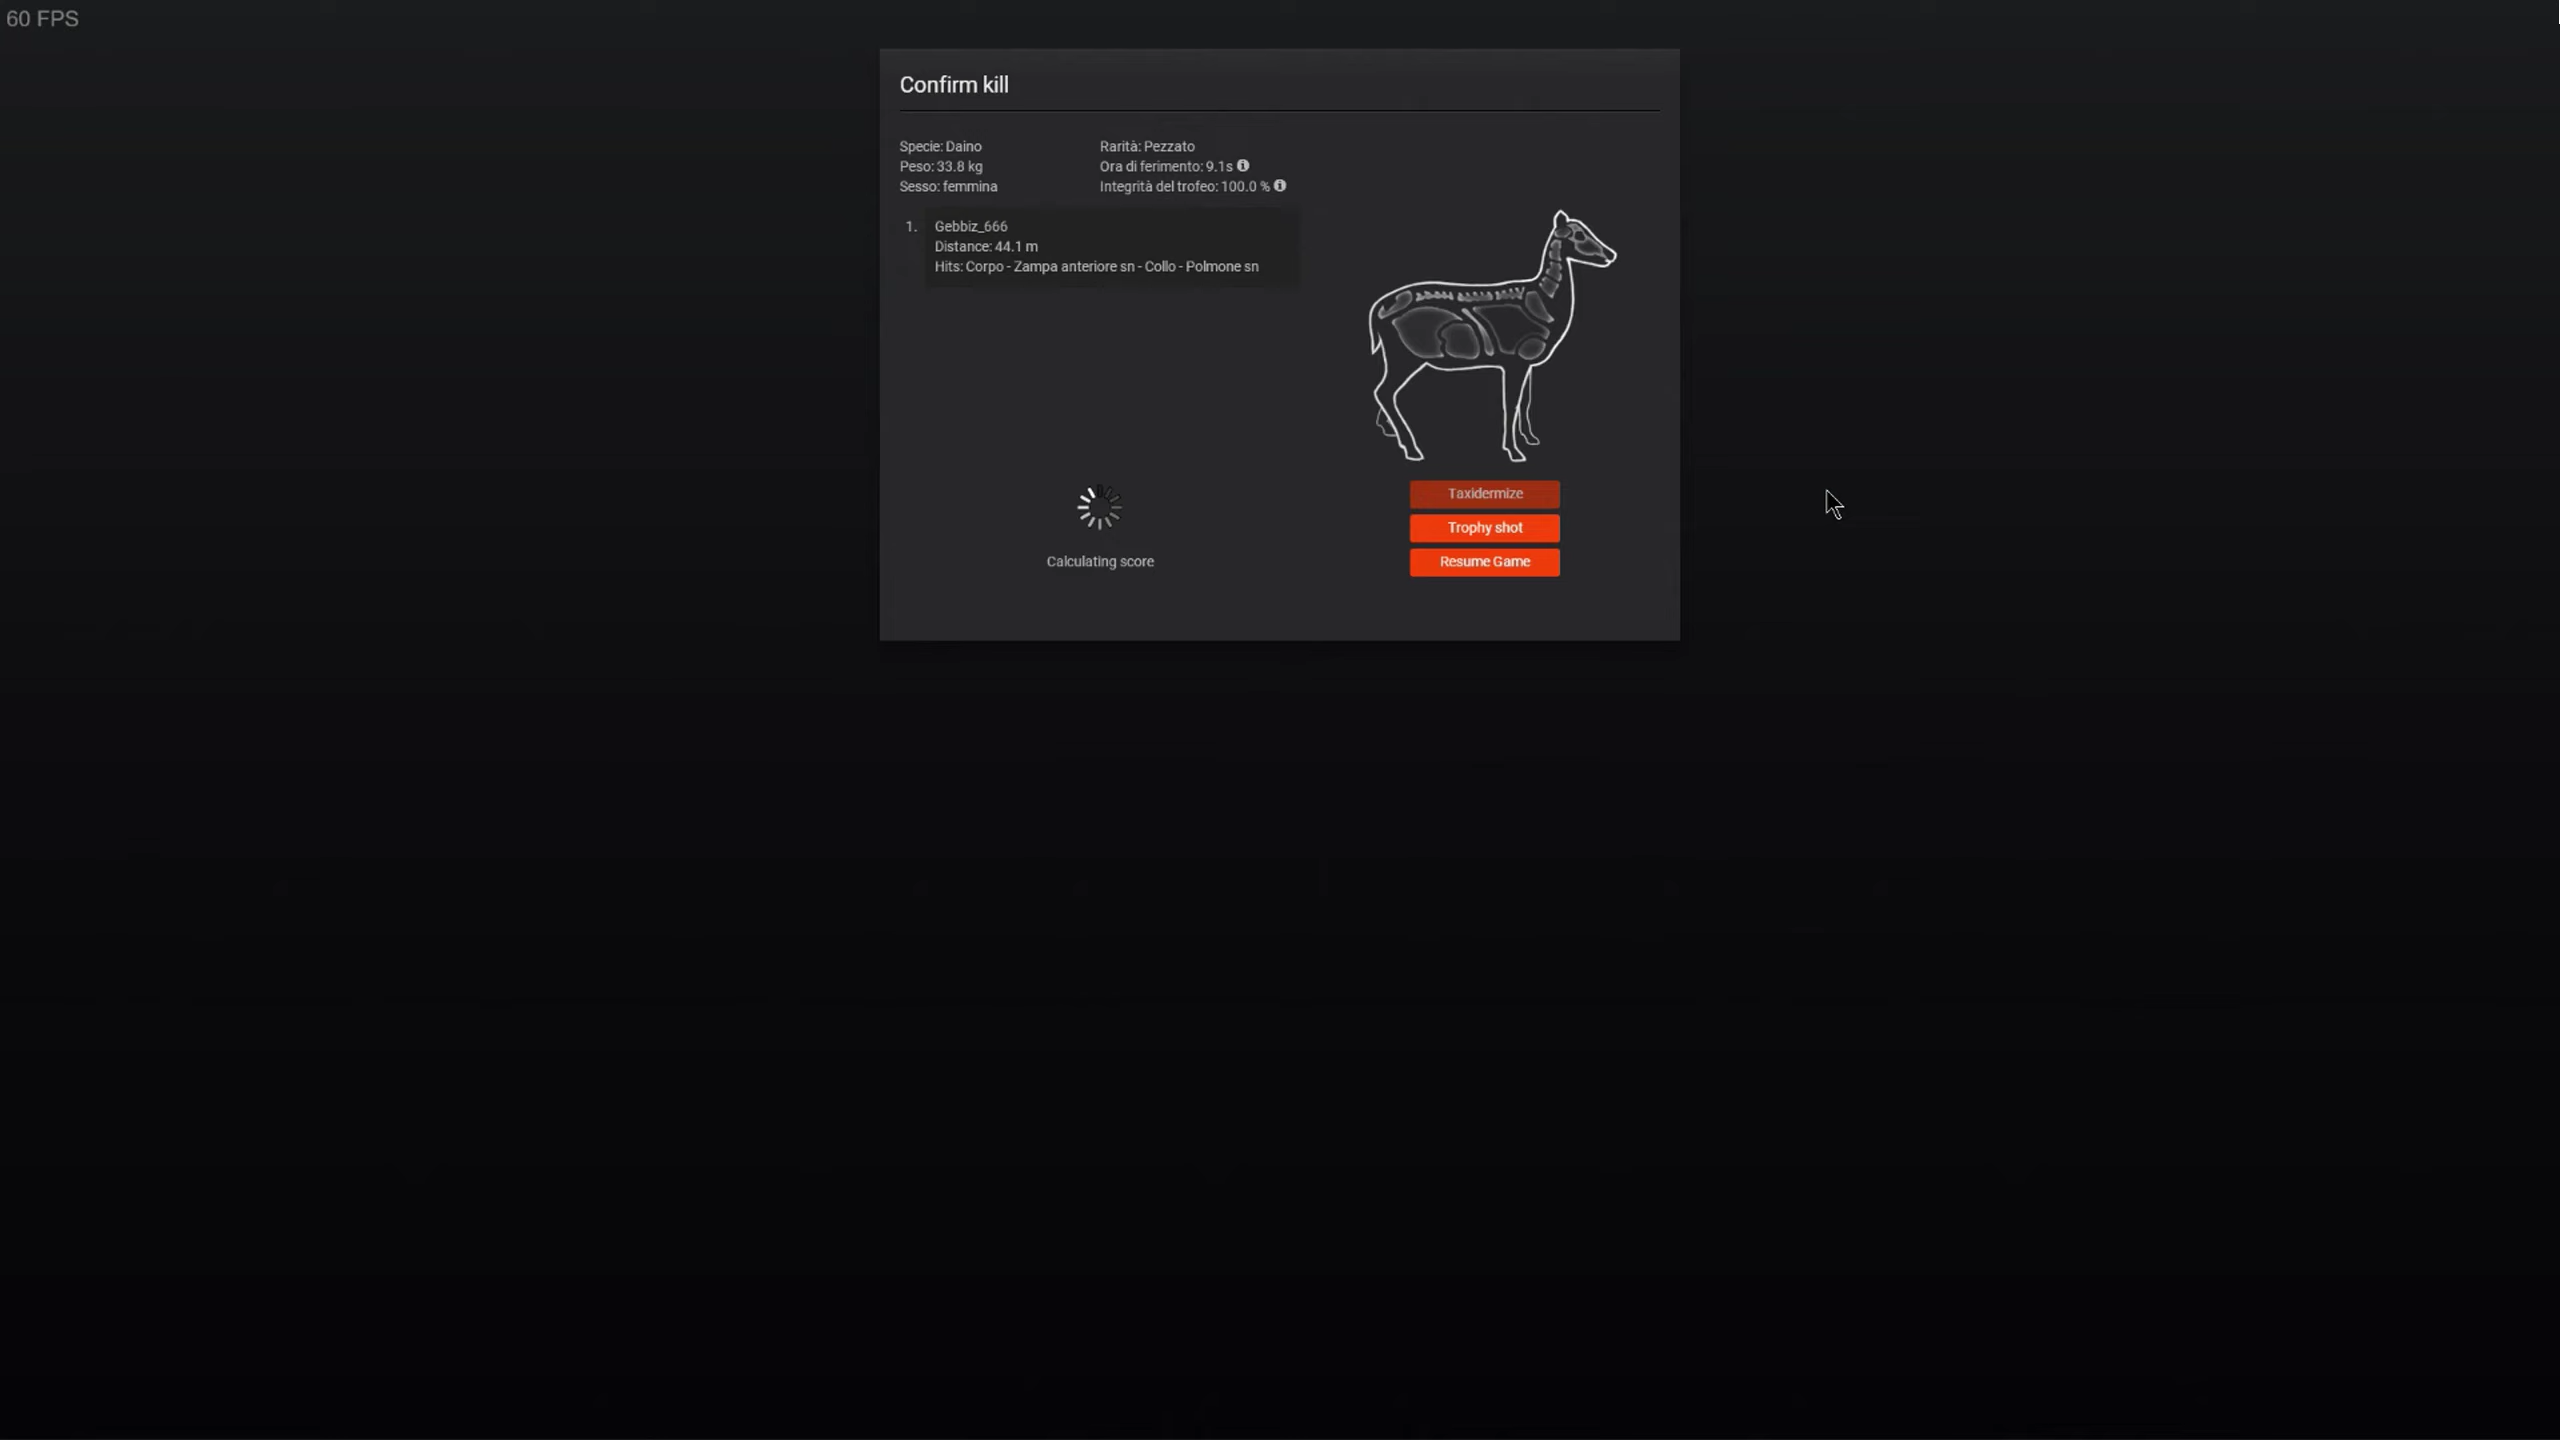 60 FPS
Confirm kill
Specie: Daino
Rarità: Pezzato
Peso: 33.8 kg
Ora di ferimento: 9.1s
Sesso: femmina
Integrità del trofeo: 100.0 %
1. Gebbiz_666
Distance: 44.1 m
Hits: Corpo - Zampa anteriore sn - Collo - Polmone sn
Taxidermize
Trophy shot
Calculating score
Resume Game